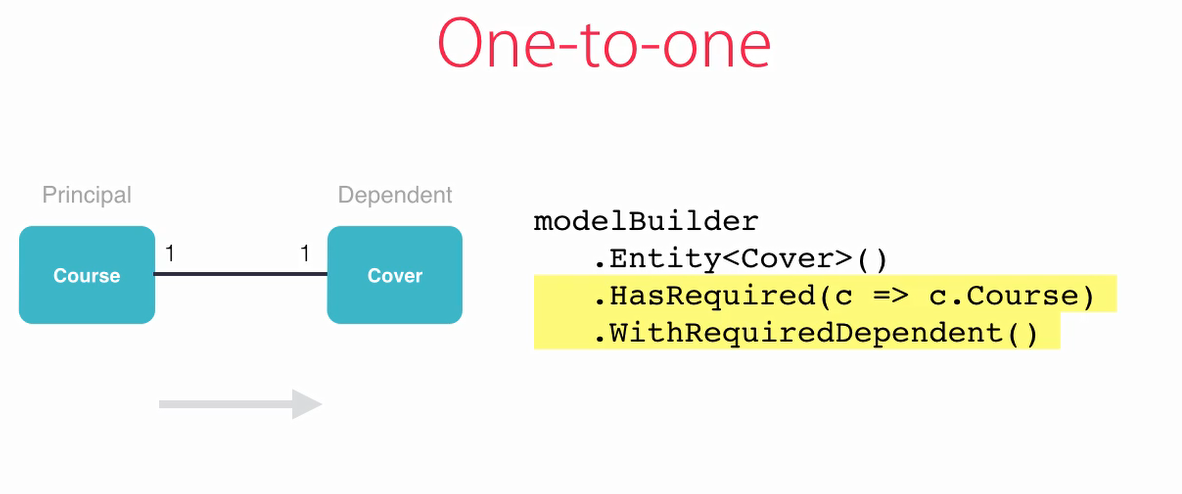 One-to-one
Principal
Dependent
Course
1
1
Cover
modelBuilder
.Entity<Cover>()
.HasRequired(c => c.Course)
.WithRequiredDependent()